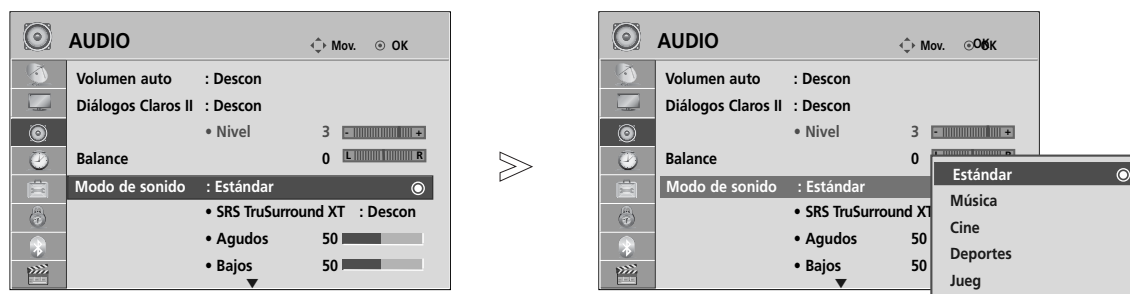 AUDIO Mov. OK
Volumen auto : Descon
Diálogos Claros II : Descon
• Nivel 3 - +
Balance 0 L R
Modo de sonido : Estándar
• SRS TruSurround XT : Descon
• Agudos 50
• Bajos 50
AUDIO Mov. OK
Volumen auto : Descon
Diálogos Claros II : Descon
• Nivel 3 - +
Balance 0
Modo de sonido : Estándar
• SRS TruSurround XT
• Agudos 50
• Bajos 50
Estándar
Música
Cine
Deportes
Jueg